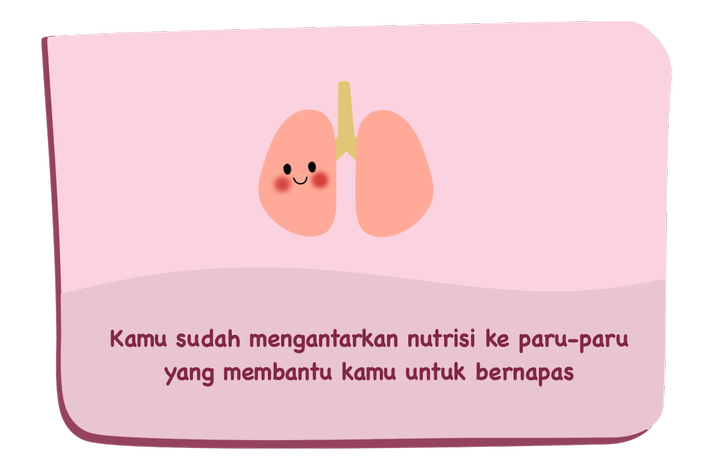 Kamu sudah mengantarkan nutrisi ke paru-paru
yang membantu kamu untuk bernapas